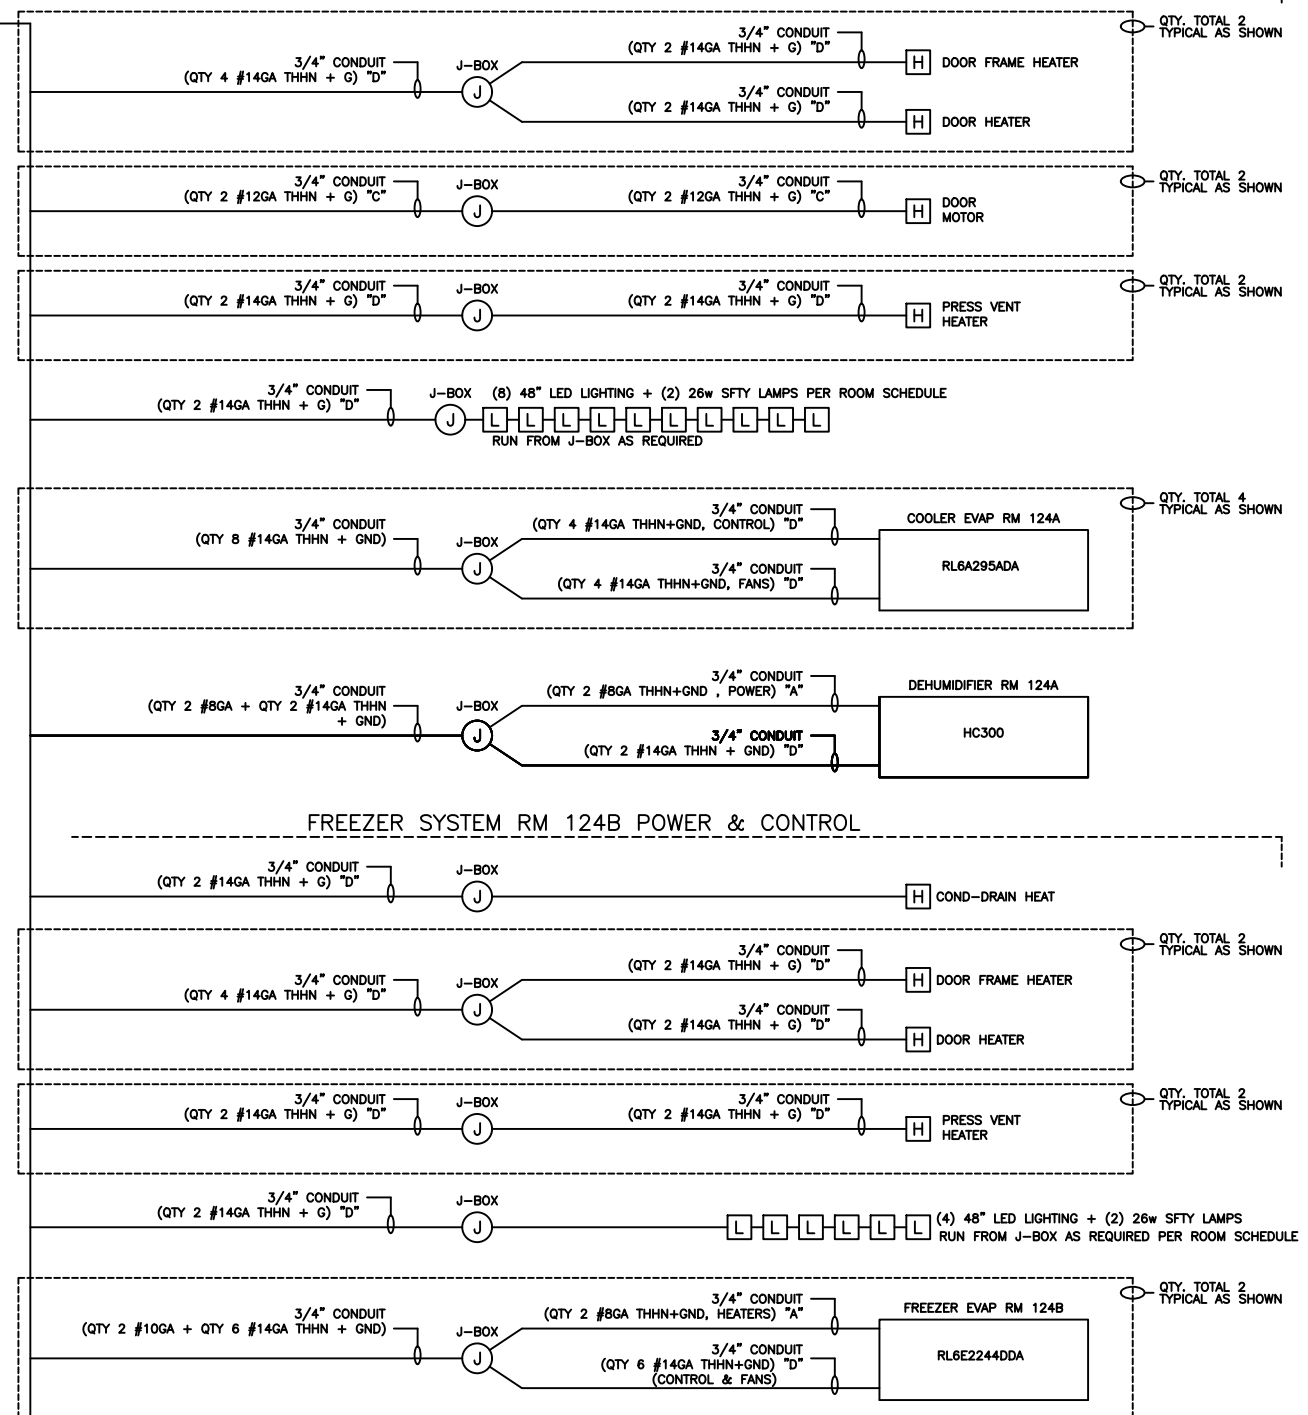 3/4" CONDUIT
(QTY 2 #14GA THHN + G) "D"
QTY. TOTAL 2
TYPICAL AS SHOWN
3/4" CONDUIT
(QTY 4 #14GA THHN + G) "D"
J-BOX
J
H
DOOR FRAME HEATER
3/4" CONDUIT
(QTY 2 #14GA THHN + G) "D"
H
DOOR HEATER
3/4" CONDUIT
(QTY 2 #12GA THHN + G) "C"
J-BOX
J
3/4" CONDUIT
(QTY 2 #12GA THHN + G) "C"
H
DOOR
MOTOR
QTY. TOTAL 2
TYPICAL AS SHOWN
3/4" CONDUIT
(QTY 2 #14GA THHN + G) "D"
J-BOX
J
3/4" CONDUIT
(QTY 2 #14GA THHN + G) "D"
H
PRESS VENT
HEATER
QTY. TOTAL 2
TYPICAL AS SHOWN
3/4" CONDUIT
(QTY 2 #14GA THHN + G) "D"
J-BOX
J
(8) 48" LED LIGHTING + (2) 26w SFTY LAMPS PER ROOM SCHEDULE
L L L L L L L L L L
RUN FROM J-BOX AS REQUIRED
3/4" CONDUIT
(QTY 8 #14GA THHN + GND)
J-BOX
J
3/4" CONDUIT
(QTY 4 #14GA THHN+GND, CONTROL) "D"
3/4" CONDUIT
(QTY 4 #14GA THHN+GND, FANS) "D"
COOLER EVAP RM 124A
RL6A295ADA
QTY. TOTAL 4
TYPICAL AS SHOWN
3/4" CONDUIT
(QTY 2 #8GA + QTY 2 #14GA THHN
+ GND)
J-BOX
J
3/4" CONDUIT
(QTY 2 #8GA THHN+GND , POWER) "A"
3/4" CONDUIT
(QTY 2 #14GA THHN + GND) "D"
DEHUMIDIFIER RM 124A
HC300
FREEZER SYSTEM RM 124B POWER & CONTROL
3/4" CONDUIT
(QTY 2 #14GA THHN + G) "D"
J-BOX
J
H
COND-DRAIN HEAT
3/4" CONDUIT
(QTY 4 #14GA THHN + G) "D"
J-BOX
J
3/4" CONDUIT
(QTY 2 #14GA THHN + G) "D"
H
DOOR FRAME HEATER
3/4" CONDUIT
(QTY 2 #14GA THHN + G) "D"
H
DOOR HEATER
QTY. TOTAL 2
TYPICAL AS SHOWN
3/4" CONDUIT
(QTY 2 #14GA THHN + G) "D"
J-BOX
J
3/4" CONDUIT
(QTY 2 #14GA THHN + G) "D"
H
PRESS VENT
HEATER
QTY. TOTAL 2
TYPICAL AS SHOWN
3/4" CONDUIT
(QTY 2 #14GA THHN + G) "D"
J-BOX
J
L L L L L L
(4) 48" LED LIGHTING + (2) 26w SFTY LAMPS
RUN FROM J-BOX AS REQUIRED PER ROOM SCHEDULE
3/4" CONDUIT
(QTY 2 #10GA + QTY 6 #14GA THHN + GND)
J-BOX
J
3/4" CONDUIT
(QTY 2 #8GA THHN+GND, HEATERS) "A"
3/4" CONDUIT
(QTY 6 #14GA THHN+GND) "D"
(CONTROL & FANS)
FREEZER EVAP RM 124B
RL6E2244DDA
QTY. TOTAL 2
TYPICAL AS SHOWN